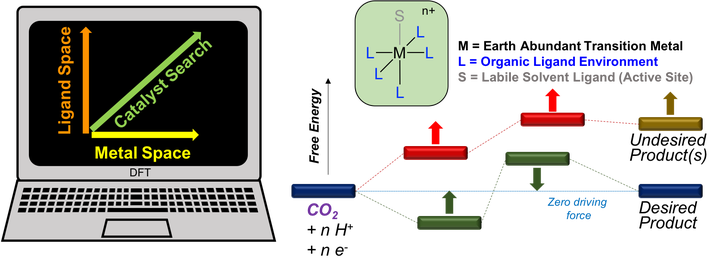 Ligand Space
Catalyst Search
Metal Space
DFT
S
n+
L
L
M
L
L
L
M = Earth Abundant Transition Metal
L = Organic Ligand Environment
S = Labile Solvent Ligand (Active Site)
Free Energy
Undesired
Product(s)
CO2
+ n H+
+ n e-
Zero driving
force
Desired
Product